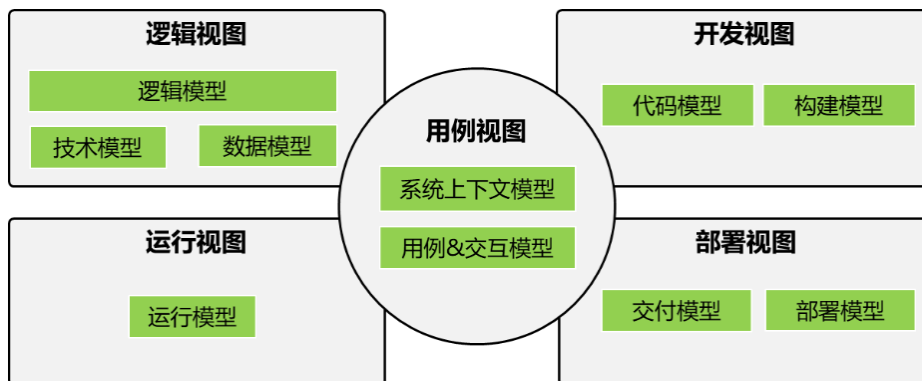 逻辑视图
逻辑模型
技术模型
数据模型
开发视图
代码模型
构建模型
用例视图
系统上下文模型
用例&交互模型
运行视图
运行模型
部署视图
交付模型
部署模型